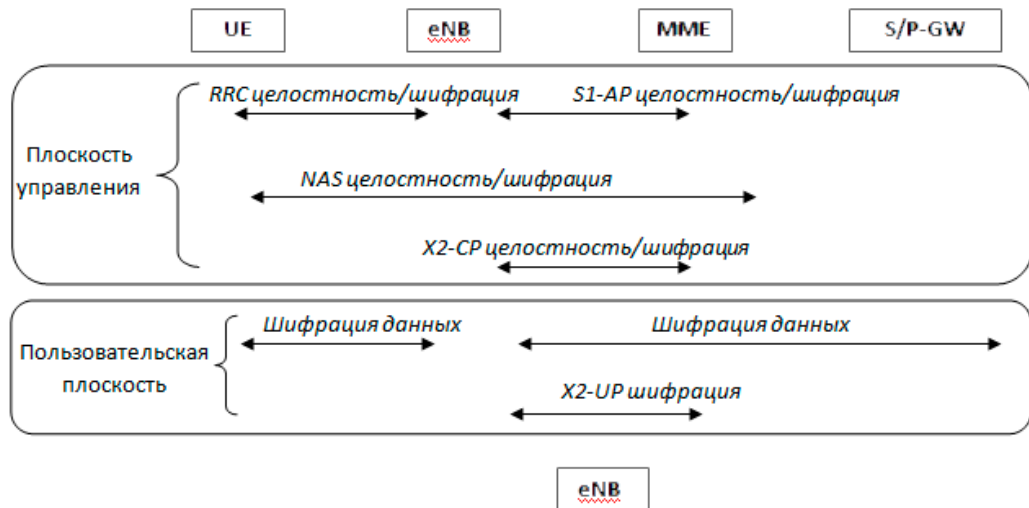 UE eNB MME S/P-GW
RRC целостность/шифрация S1-AP целостность/шифрация
Плоскость
управления
NAS целостность/шифрация
X2-CP целостность/шифрация
Шифрация данных Шифрация данных
Пользовательская
плоскость
X2-UP шифрация
eNB